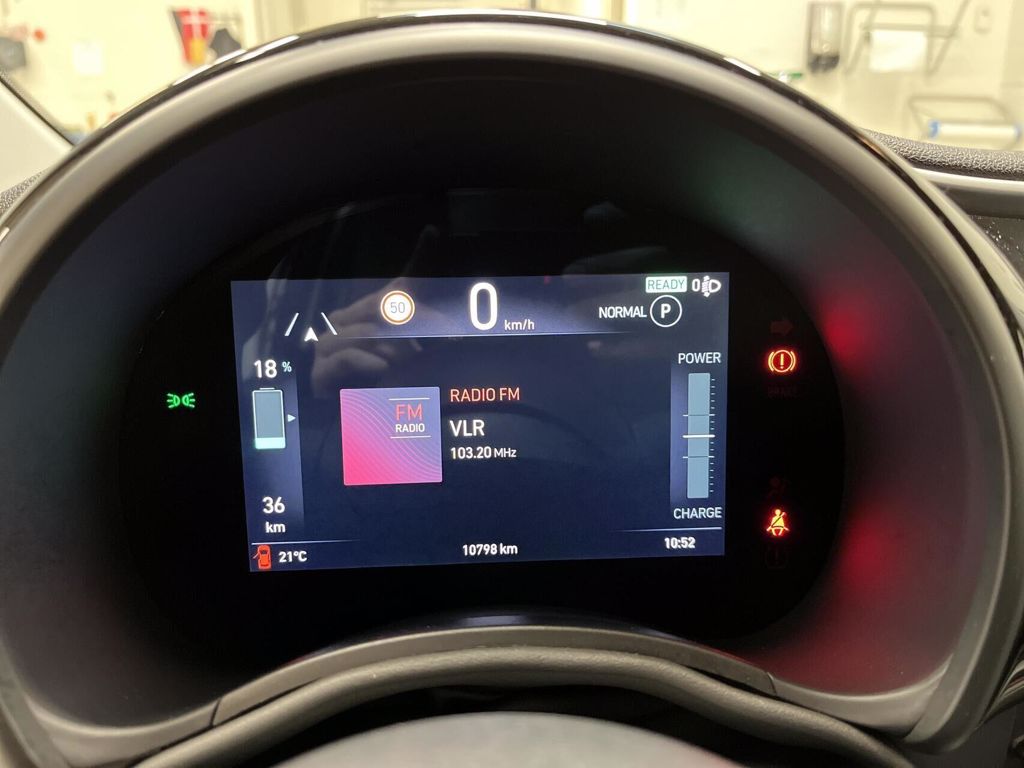 READY 0
50
0 km/h
NORMAL P
18 %
POWER
FM
RADIO
RADIO FM
VLR
103.20 MHz
36
km
CHARGE
21°C
10798 km
10:52